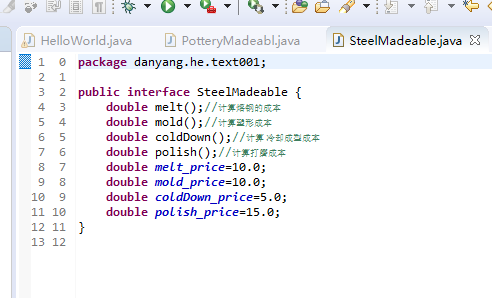 HelloWorld.java PotteryMadeabl.java SteelMadeable.java
1 0 package danyang.he.text001;
2 1
3 2 public interface SteelMadeable {
4 3 double melt();//计算熔钢的成本
5 4 double mold();//计算塑形成本
6 5 double coldDown();//计算冷却成型成本
7 6 double polish();//计算打磨成本
8 7 double melt_price=10.0;
9 8 double mold_price=10.0;
10 9 double coldDown_price=5.0;
11 10 double polish_price=15.0;
12 11 }
13 12